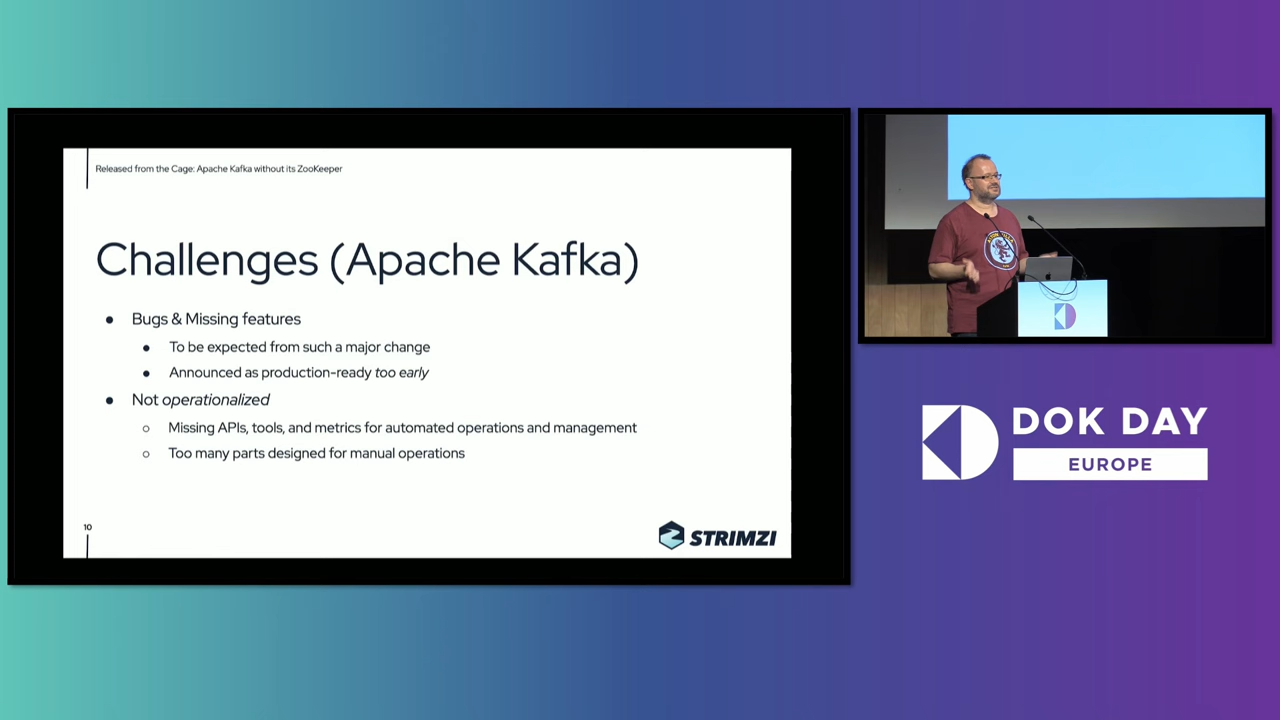 Released from the Cage: Apache Kafka without its ZooKeeper
Challenges (Apache Kafka)
Bugs & Missing features
To be expected from such a major change
Announced as production-ready too early
Not operationalized
Missing APIs, tools, and metrics for automated operations and management
Too many parts designed for manual operations
10
STRIMZI
DOK DAY
EUROPE